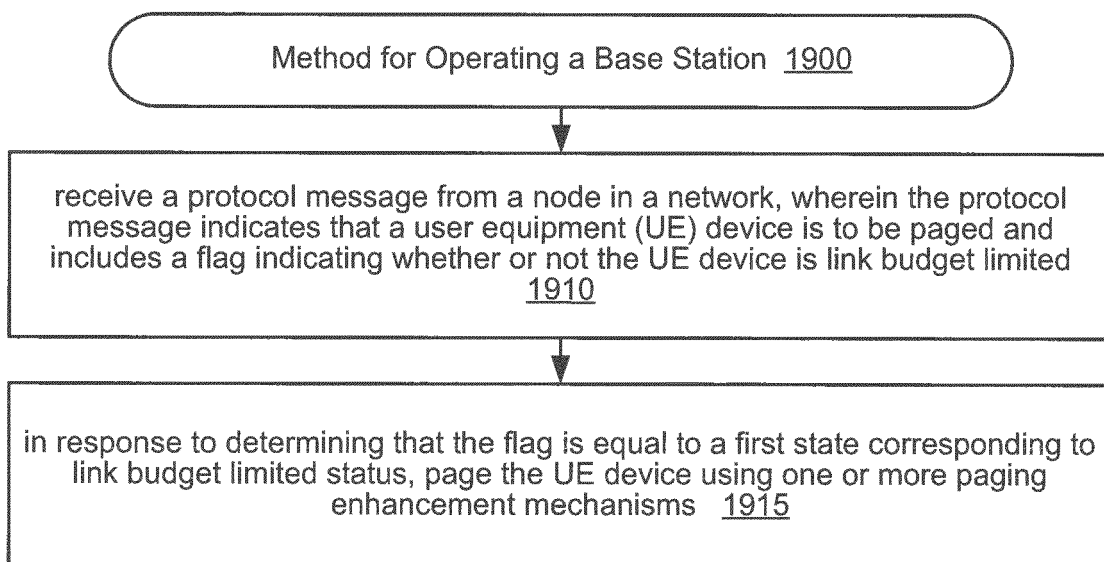 Method for Operating a Base Station 1900
receive a protocol message from a node in a network, wherein the protocol
message indicates that a user equipment (UE) device is to be paged and
includes a flag indicating whether or not the UE device is link budget limited
1910
in response to determining that the flag is equal to a first state corresponding to
link budget limited status, page the UE device using one or more paging
enhancement mechanisms 1915